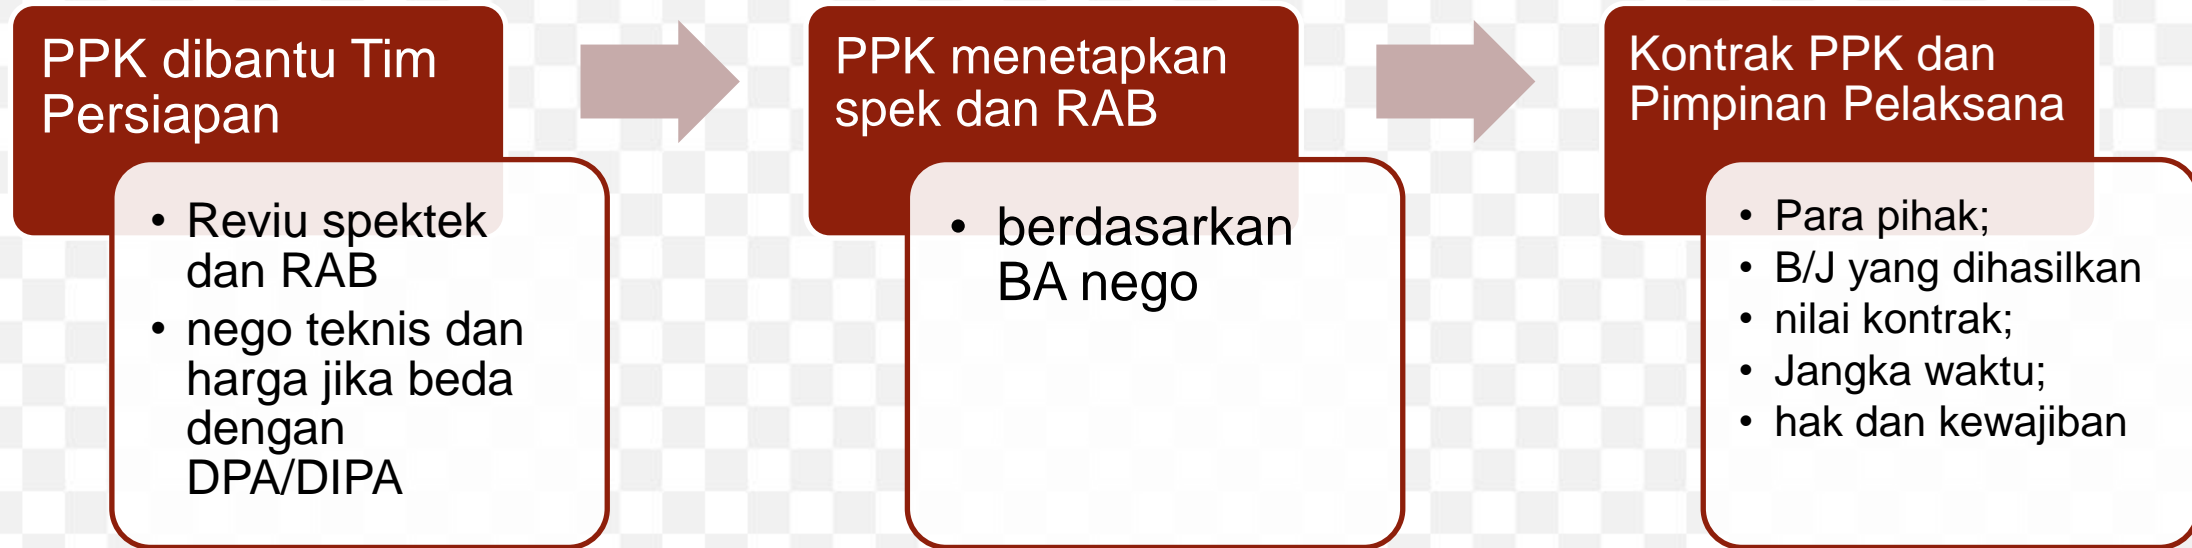 PPK dibantu Tim
Persiapan
• Reviu spektek
dan RAB
• nego teknis dan
harga jika beda
dengan
DPA/DIPA
PPK menetapkan
spek dan RAB
• berdasarkan
BA nego
Kontrak PPK dan
Pimpinan Pelaksana
• Para pihak;
• B/J yang dihasilkan
• nilai kontrak;
• Jangka waktu;
• hak dan kewajiban